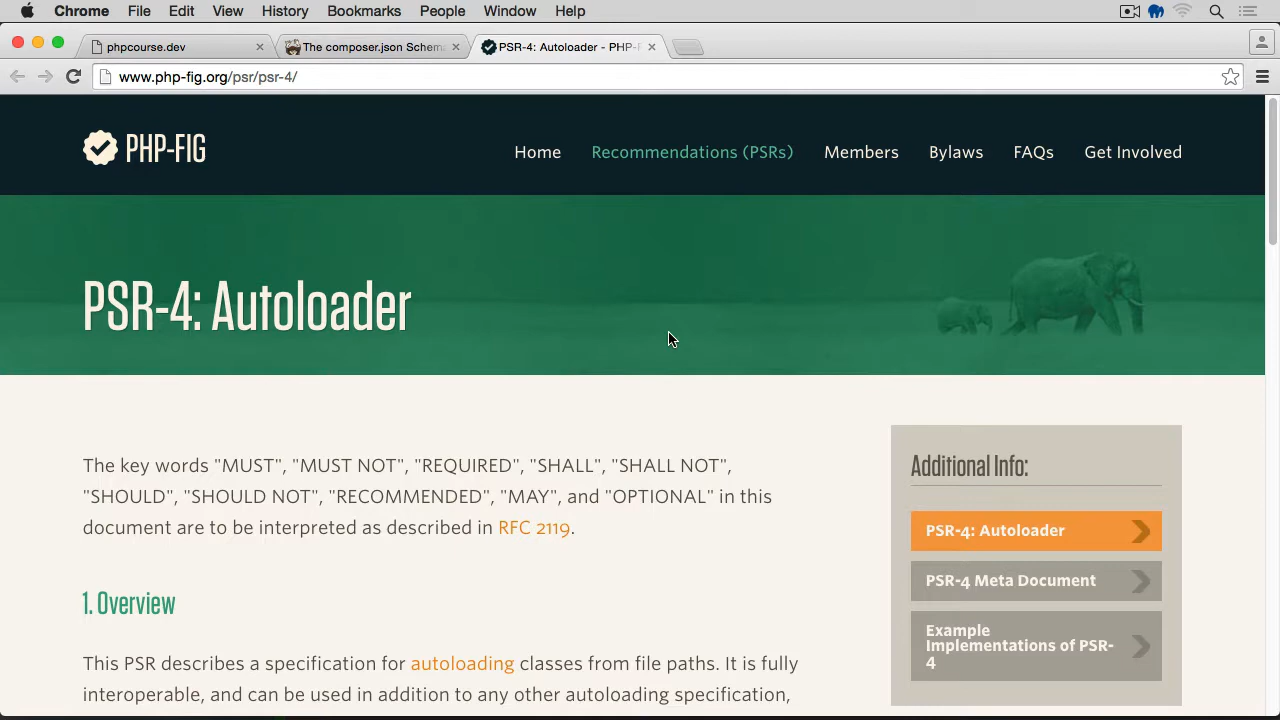 Chrome File Edit View History Bookmarks People Window Help
phpcourse.dev
The composer.json Schem
PSR-4: Autoloader - PHP-F
www.php-fig.org/psr/psr-4/
PHP-FIG
Home Recommendations (PSRs) Members Bylaws FAQs Get Involved
PSR-4: Autoloader
The key words "MUST", "MUST NOT", "REQUIRED", "SHALL", "SHALL NOT",
"SHOULD", "SHOULD NOT", "RECOMMENDED", "MAY", and "OPTIONAL" in this
document are to be interpreted as described in RFC 2119.
1. Overview
This PSR describes a specification for autoloading classes from file paths. It is fully
interoperable, and can be used in addition to any other autoloading specification,
Additional Info:
PSR-4: Autoloader
PSR-4 Meta Document
Example
Implementations of PSR-
4